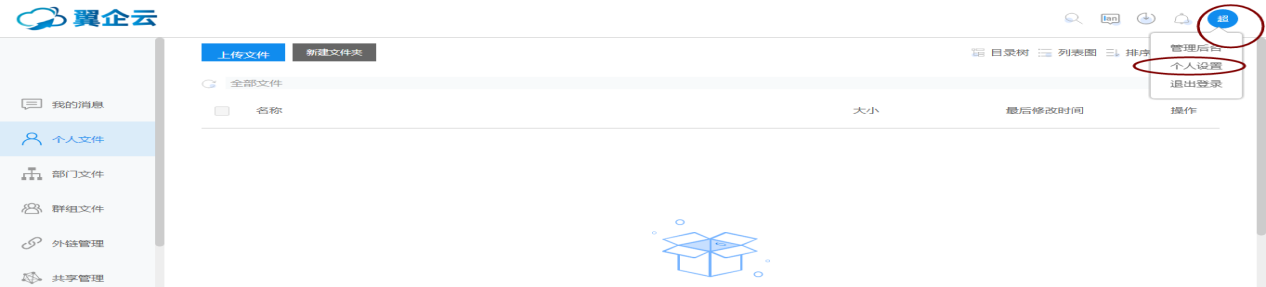 翼企云
lan
超
上传文件 新建文件夹
目录树 列表图 排序
管理后台
个人设置
退出登录
全部文件
名称 大小 最后修改时间 操作
我的消息
个人文件
部门文件
群组文件
外链管理
共享管理